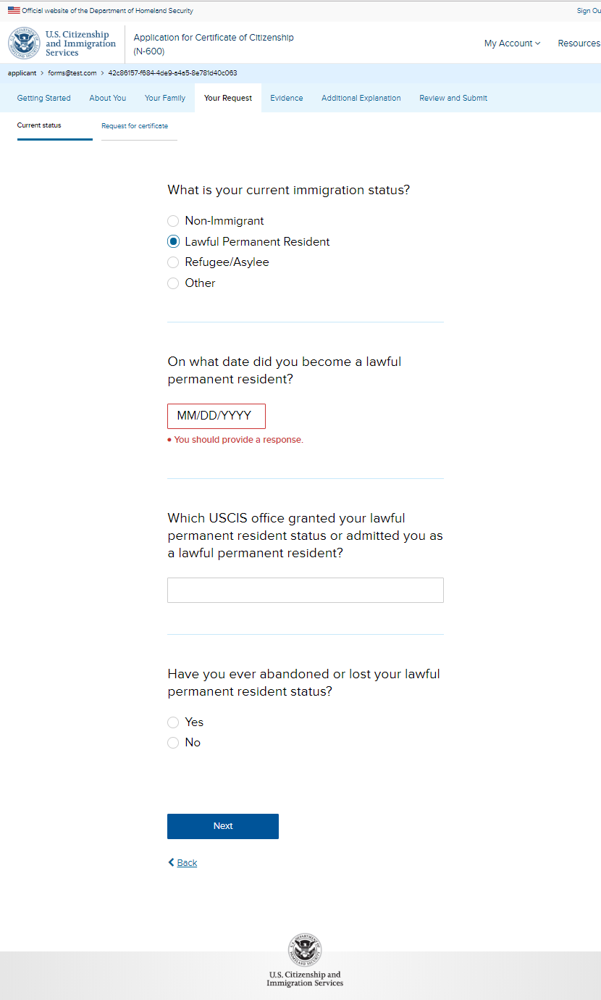 Official website of the Department of Homeland Security
Sign Ou
U.S. Citizenship
and Immigration
Services
Application for Certificate of Citizenship
(N-600)
My Account
Resources
applicant > forms@test.com > 42c86157-f684-4de9-a4a5-8e781d40c063
Getting Started About You Your Family Your Request Evidence Additional Explanation Review and Submit
Current status Request for certificate
What is your current immigration status?
Non-Immigrant
Lawful Permanent Resident
Refugee/Asylee
Other
On what date did you become a lawful
permanent resident?
MM/DD/YYYY
• You should provide a response.
Which USCIS office granted your lawful
permanent resident status or admitted you as
a lawful permanent resident?
Have you ever abandoned or lost your lawful
permanent resident status?
Yes
No
Next
Back
U.S. Citizenship and
Immigration Services